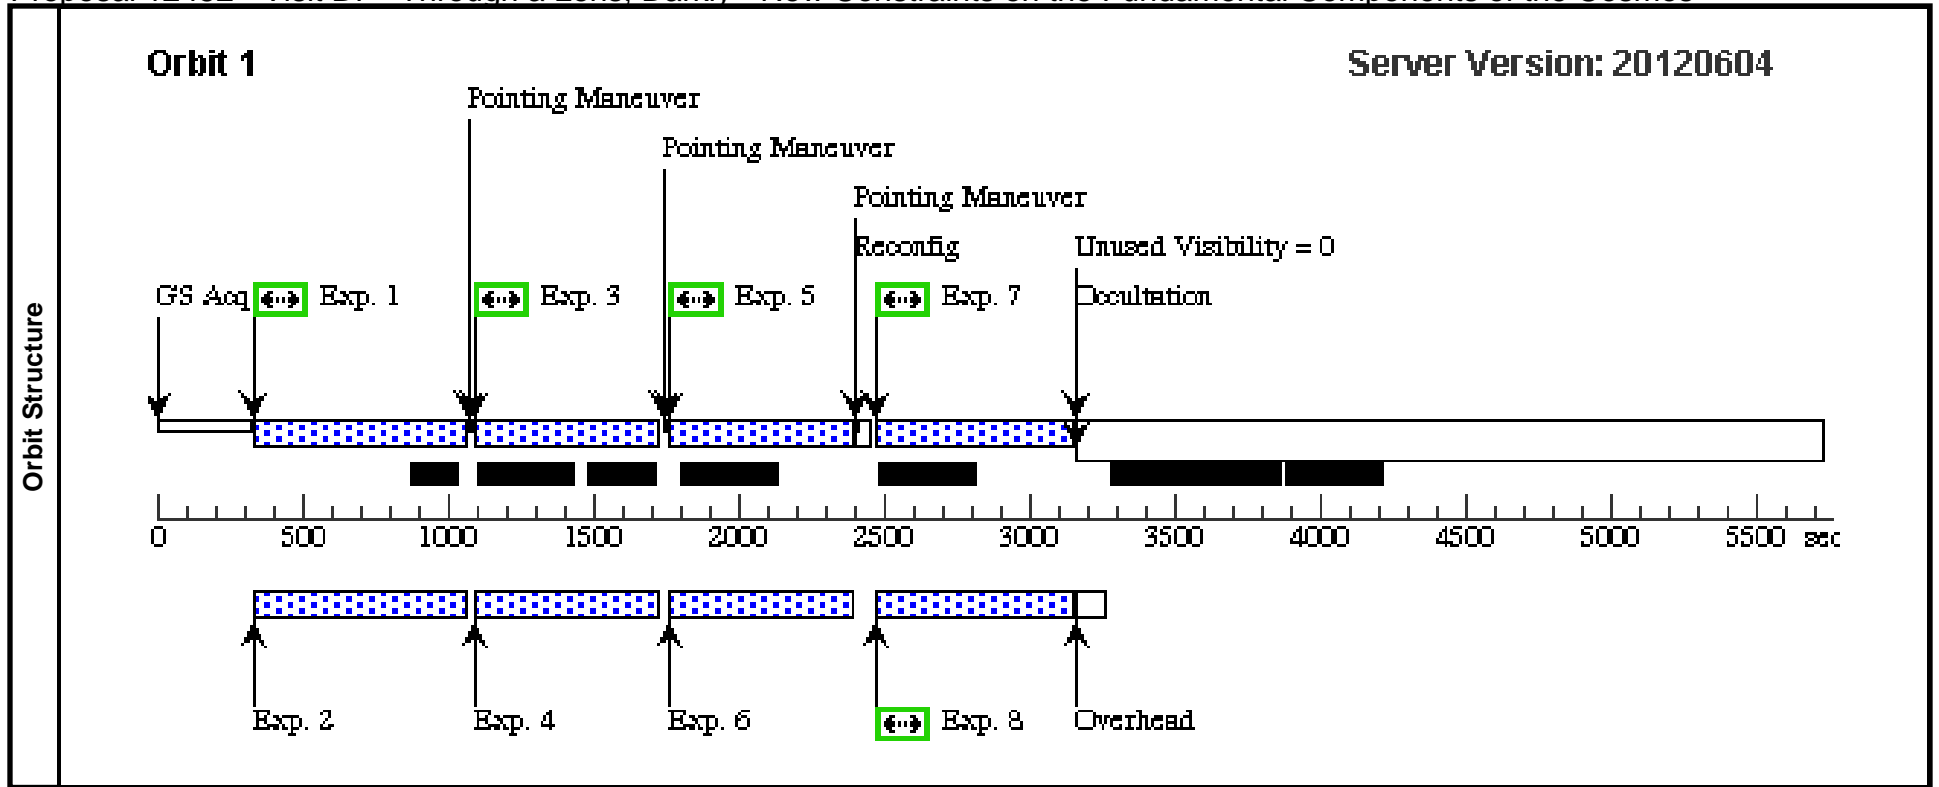 Orbit 1
Server Version: 20120604
Pointing Maneuver
Pointing Maneuver
Pointing Maneuver
Reconfig
Unused Visibility = 0
GS Acq
Exp. 1
Exp. 3
Exp. 5
Exp. 7
Occultation
Orbit Structure
0 500 1000 1500 2000 2500 3000 3500 4000 4500 5000 5500 sec
Exp. 2
Exp. 4
Exp. 6
Exp. 8
Overhead